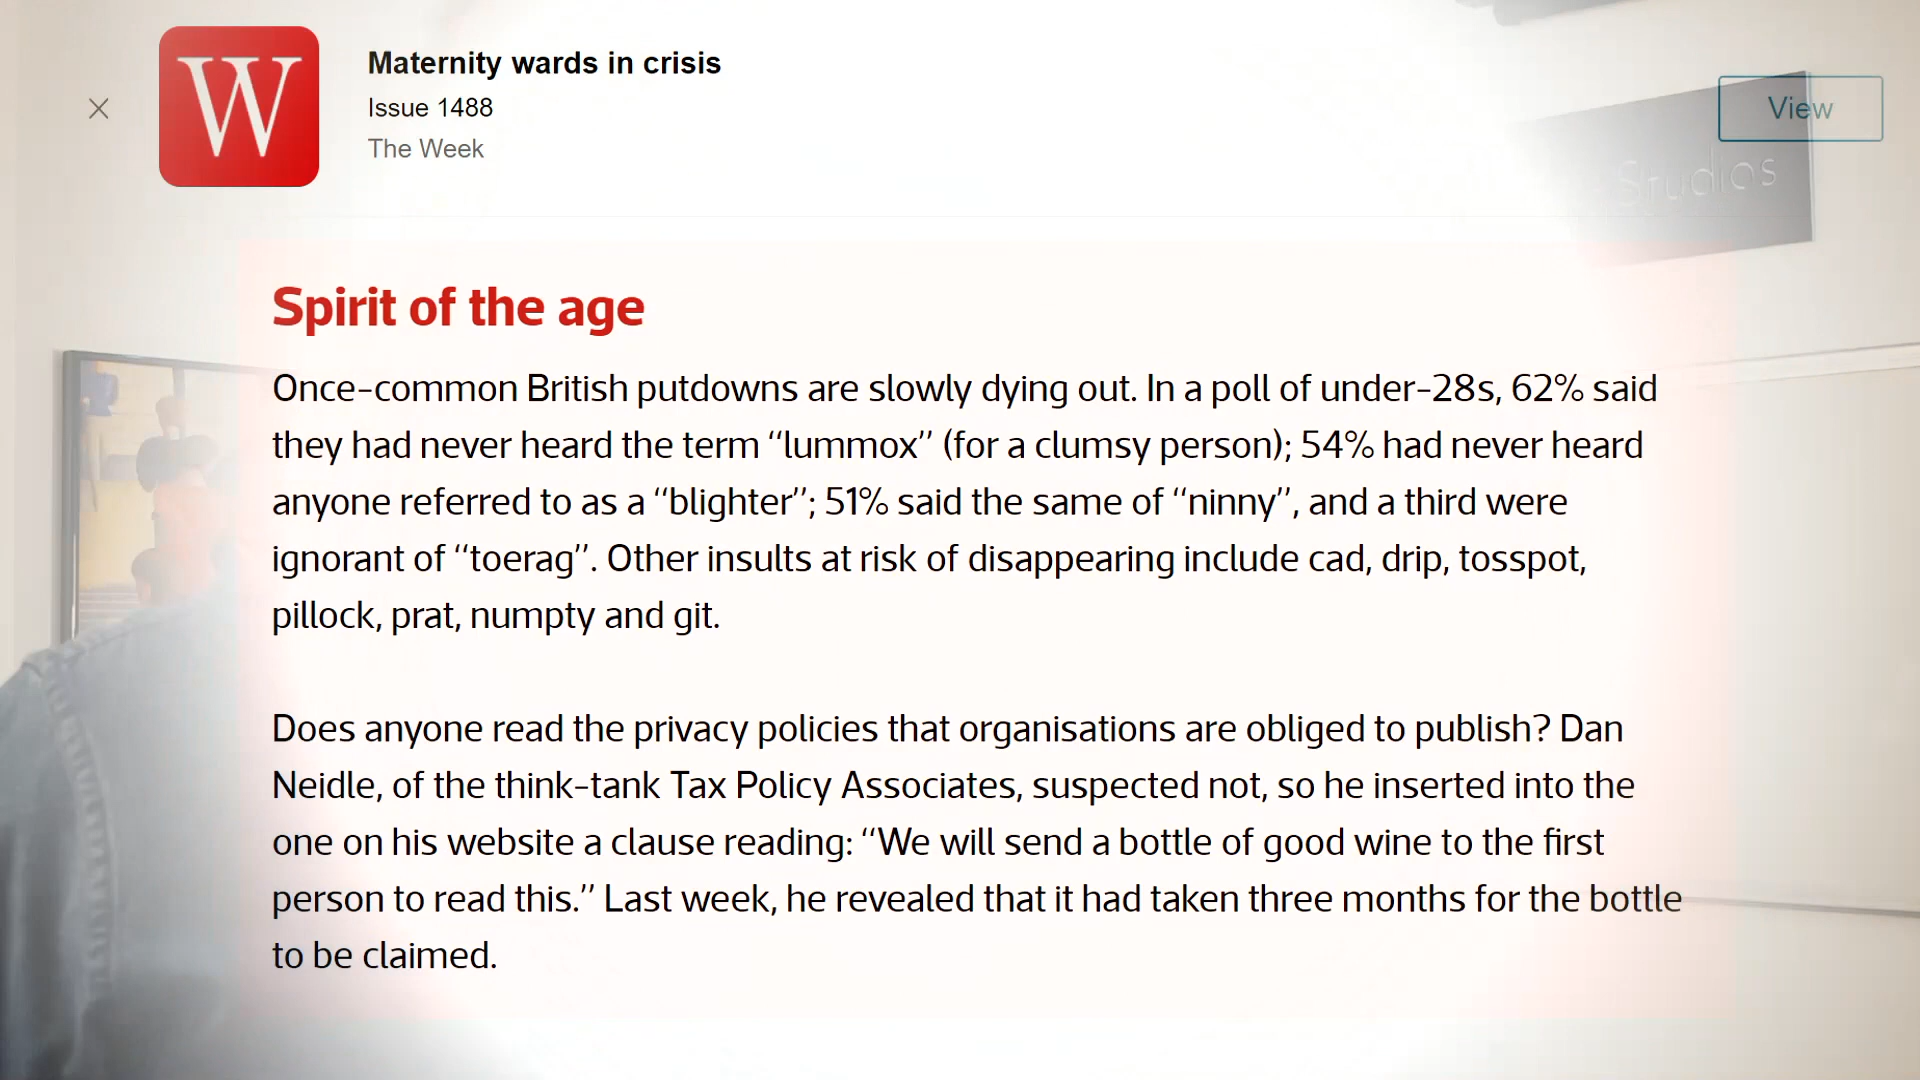 W
Maternity wards in crisis
Issue 1488
The Week
View
Studios
Spirit of the age
Once-common British putdowns are slowly dying out. In a poll of under-28s, 62% said
they had never heard the term “lummox” (for a clumsy person); 54% had never heard
anyone referred to as a “blighter”; 51% said the same of “ninny”, and a third were
ignorant of “toerag”. Other insults at risk of disappearing include cad, drip, tosspot,
pillock, prat, numpty and git.
Does anyone read the privacy policies that organisations are obliged to publish? Dan
Neidle, of the think-tank Tax Policy Associates, suspected not, so he inserted into the
one on his website a clause reading: “We will send a bottle of good wine to the first
person to read this.” Last week, he revealed that it had taken three months for the bottle
to be claimed.